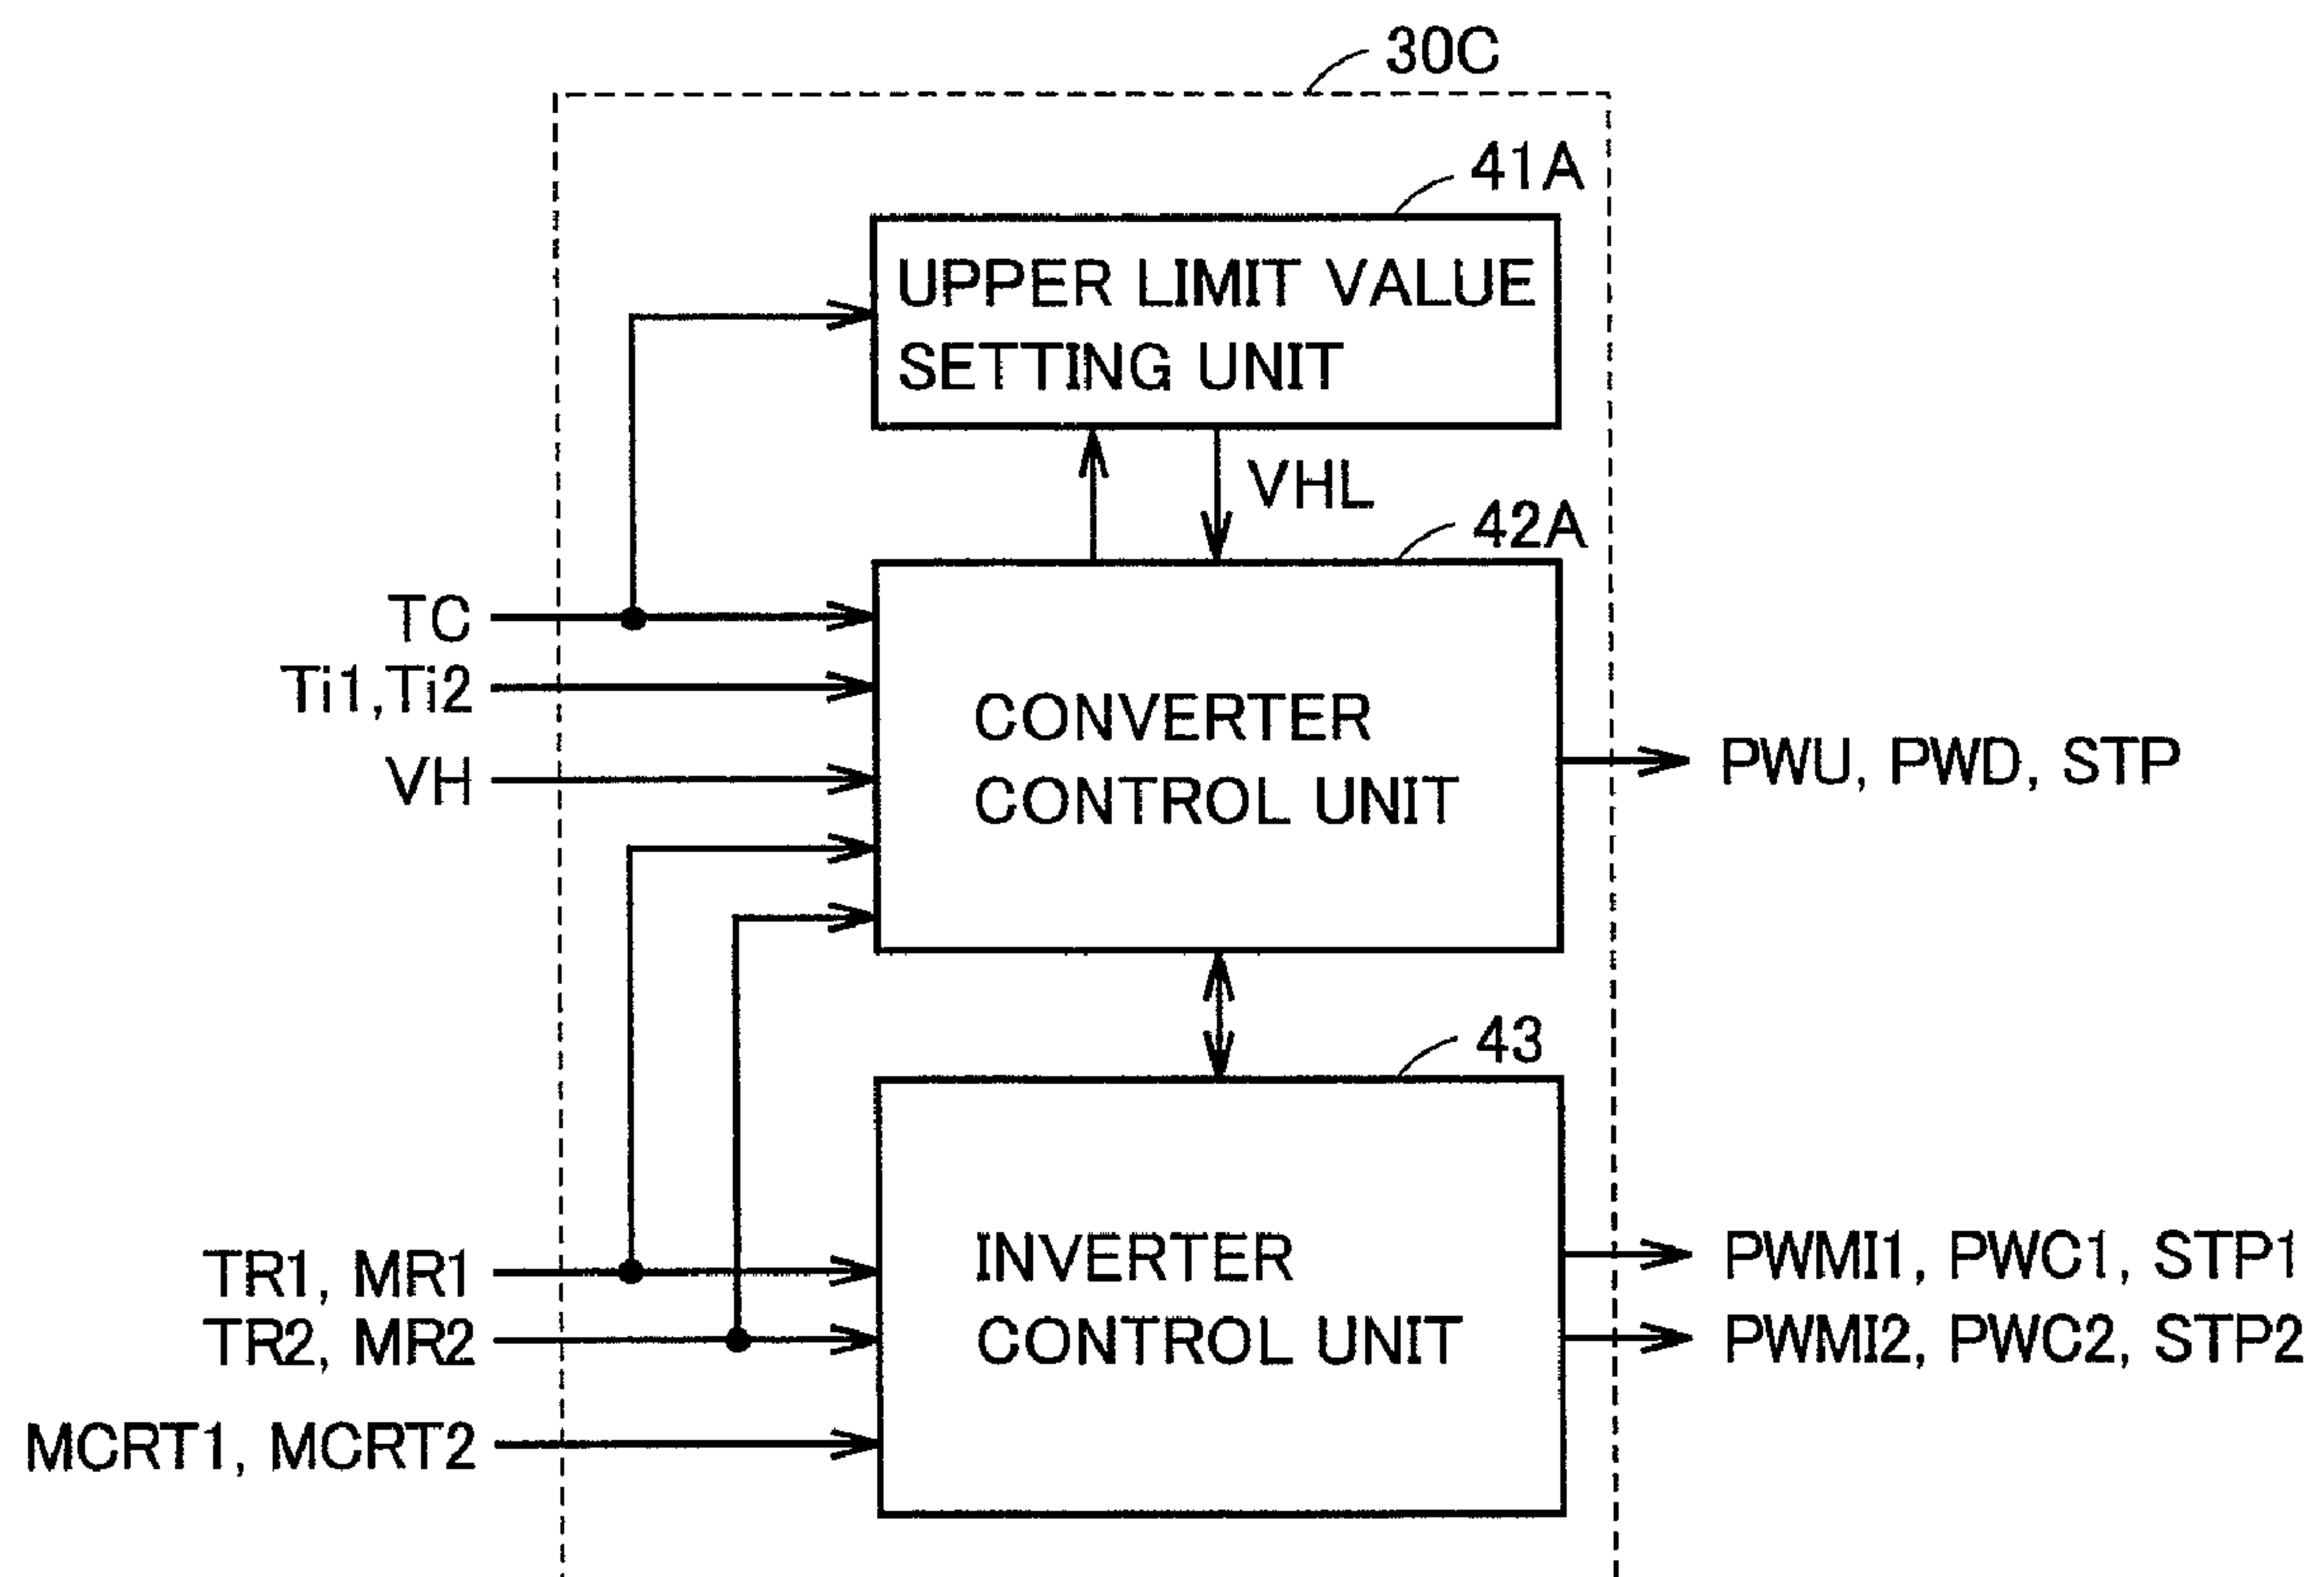 30C
41A
UPPER LIMIT VALUE
SETTING UNIT
VHL
42A
TC
Ti1,Ti2
VH
CONVERTER
CONTROL UNIT
PWU, PWD, STP
43
TR1, MR1
TR2, MR2
MCRT1, MCRT2
INVERTER
CONTROL UNIT
PWMI1, PWC1, STP1
PWMI2, PWC2, STP2